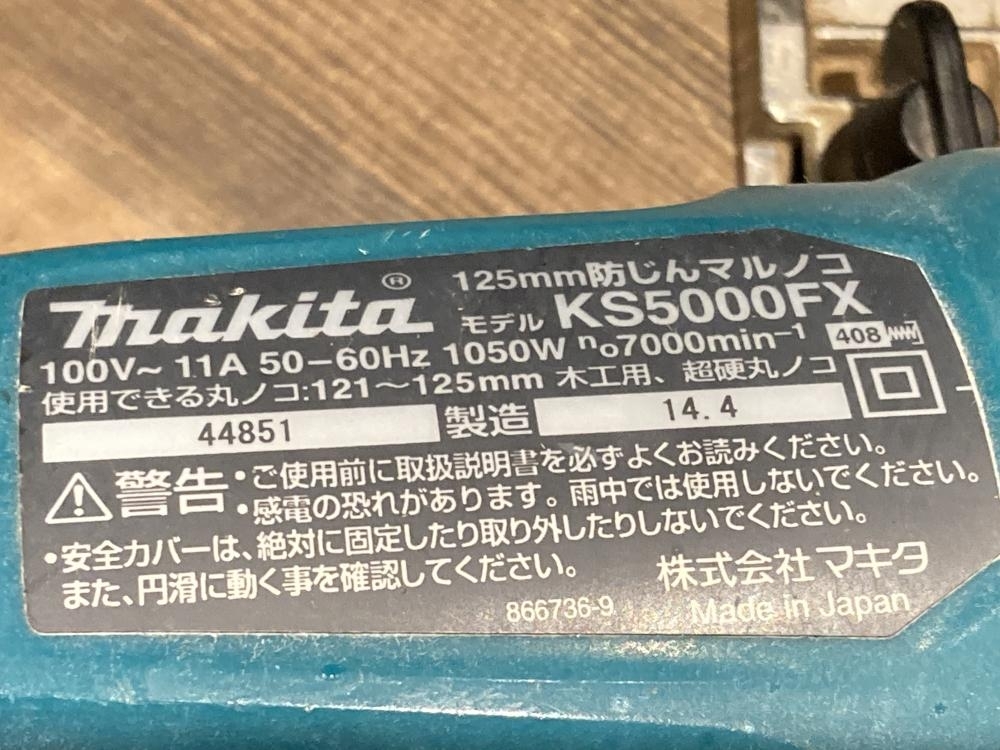 125mm防じんマルノコ
makita® モデル KS5000FX
100V~ 11A 50-60Hz 1050W n₀7000min⁻¹ 408
使用できる丸ノコ:121～125mm 木工用、超硬丸ノコ
44851 製造 14.4
警告 •ご使用前に取扱説明書を必ずよくお読みください。
•感電の恐れがあります。雨中では使用しないでください。
•安全カバーは、絶対に固定したり取り外したりしないでください。
また、円滑に動く事を確認してください。
株式会社マキタ
866736-9 Made in Japan